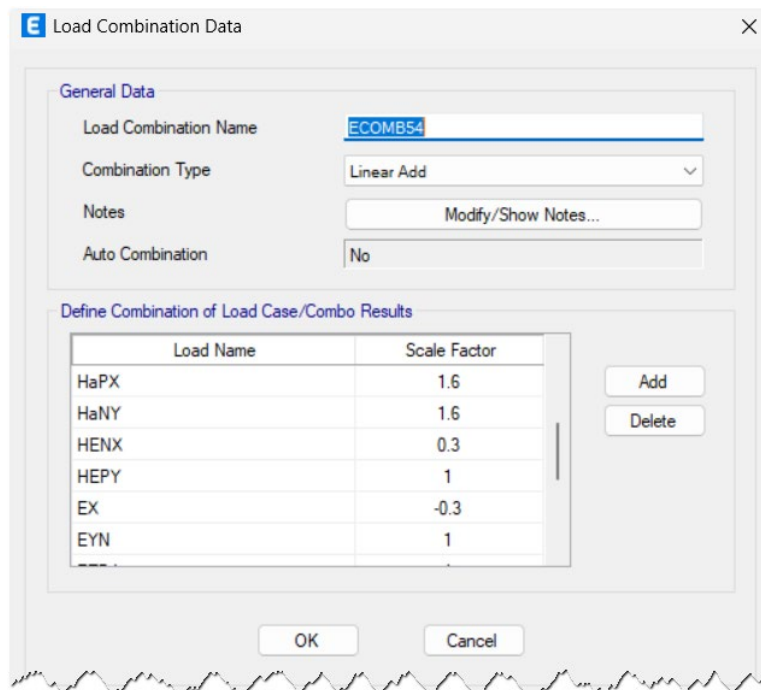 E Load Combination Data
General Data
Load Combination Name ECOMB54
Combination Type Linear Add
Notes Modify/Show Notes...
Auto Combination No
Define Combination of Load Case/Combo Results
Load Name Scale Factor
HaPX 1.6
HaNY 1.6 Add
HENX 0.3 Delete
HEPY 1
EX -0.3
EYN 1
OK Cancel